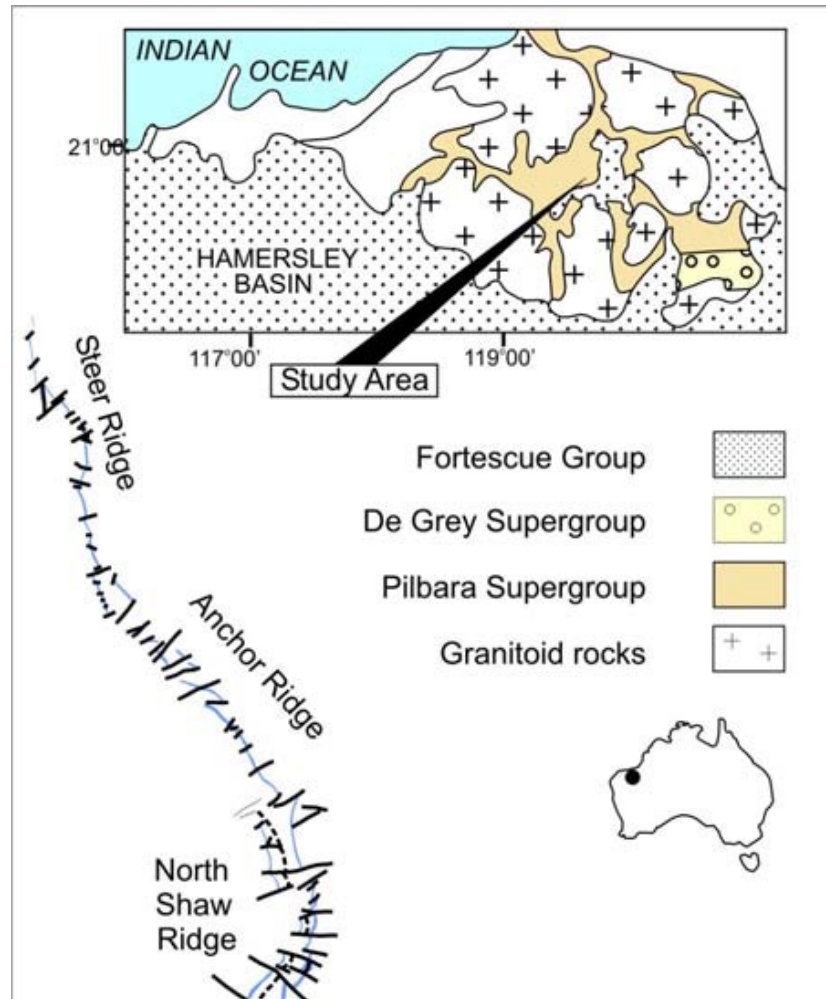 INDIAN
OCEAN
21°00'
HAMERSLEY
BASIN
117°00'
119°00'
Study Area
Steer Ridge
Fortescue Group
De Grey Supergroup
Pilbara Supergroup
Granitoid rocks
Anchor Ridge
North
Shaw
Ridge